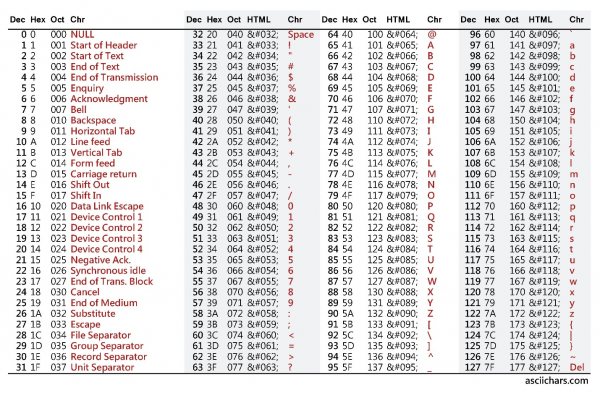 Dec Hex Oct Chr Dec Hex Oct HTML Chr Dec Hex Oct HTML Chr Dec Hex Oct HTML Chr
0 0 000 NULL 32 20 040 &#032; Space 64 40 100 &#064; @ 96 60 140 &#096; `
1 1 001 Start of Header 33 21 041 &#033; ! 65 41 101 &#065; A 97 61 141 &#097; a
2 2 002 Start of Text 34 22 042 &#034; " 66 42 102 &#066; B 98 62 142 &#098; b
3 3 003 End of Text 35 23 043 &#035; # 67 43 103 &#067; C 99 63 143 &#099; c
4 4 004 End of Transmission 36 24 044 &#036; $ 68 44 104 &#068; D 100 64 144 &#100; d
5 5 005 Enquiry 37 25 045 &#037; % 69 45 105 &#069; E 101 65 145 &#101; e
6 6 006 Acknowledgment 38 26 046 &#038; & 70 46 106 &#070; F 102 66 146 &#102; f
7 7 007 Bell 39 27 047 &#039; ' 71 47 107 &#071; G 103 67 147 &#103; g
8 8 010 Backspace 40 28 050 &#040; ( 72 48 110 &#072; H 104 68 150 &#104; h
9 9 011 Horizontal Tab 41 29 051 &#041; ) 73 49 111 &#073; I 105 69 151 &#105; i
10 A 012 Line feed 42 2A 052 &#042; * 74 4A 112 &#074; J 106 6A 152 &#106; j
11 B 013 Vertical Tab 43 2B 053 &#043; + 75 4B 113 &#075; K 107 6B 153 &#107; k
12 C 014 Form feed 44 2C 054 &#044; , 76 4C 114 &#076; L 108 6C 154 &#108; l
13 D 015 Carriage return 45 2D 055 &#045; - 77 4D 115 &#077; M 109 6D 155 &#109; m
14 E 016 Shift Out 46 2E 056 &#046; . 78 4E 116 &#078; N 110 6E 156 &#110; n
15 F 017 Shift In 47 2F 057 &#047; / 79 4F 117 &#079; O 111 6F 157 &#111; o
16 10 020 Data Link Escape 48 30 060 &#048; 0 80 50 120 &#080; P 112 70 160 &#112; p
17 11 021 Device Control 1 49 31 061 &#049; 1 81 51 121 &#081; Q 113 71 161 &#113; q
18 12 022 Device Control 2 50 32 062 &#050; 2 82 52 122 &#082; R 114 72 162 &#114; r
19 13 023 Device Control 3 51 33 063 &#051; 3 83 53 123 &#083; S 115 73 163 &#115; s
20 14 024 Device Control 4 52 34 064 &#052; 4 84 54 124 &#084; T 116 74 164 &#116; t
21 15 025 Negative Ack. 53 35 065 &#053; 5 85 55 125 &#085; U 117 75 165 &#117; u
22 16 026 Synchronous idle 54 36 066 &#054; 6 86 56 126 &#086; V 118 76 166 &#118; v
23 17 027 End of Trans. Block 55 37 067 &#055; 7 87 57 127 &#087; W 119 77 167 &#119; w
24 18 030 Cancel 56 38 070 &#056; 8 88 58 130 &#088; X 120 78 170 &#120; x
25 19 031 End of Medium 57 39 071 &#057; 9 89 59 131 &#089; Y 121 79 171 &#121; y
26 1A 032 Substitute 58 3A 072 &#058; : 90 5A 132 &#090; Z 122 7A 172 &#122; z
27 1B 033 Escape 59 3B 073 &#059; ; 91 5B 133 &#091; [ 123 7B 173 &#123; {
28 1C 034 File Separator 60 3C 074 &#060; < 92 5C 134 &#092; \ 124 7C 174 &#124; |
29 1D 035 Group Separator 61 3D 075 &#061; = 93 5D 135 &#093; ] 125 7D 175 &#125; }
30 1E 036 Record Separator 62 3E 076 &#062; > 94 5E 136 &#094; ^ 126 7E 176 &#126; ~
31 1F 037 Unit Separator 63 3F 077 &#063; ? 95 5F 137 &#095; _ 127 7F 177 &#127; Del
asciichars.com